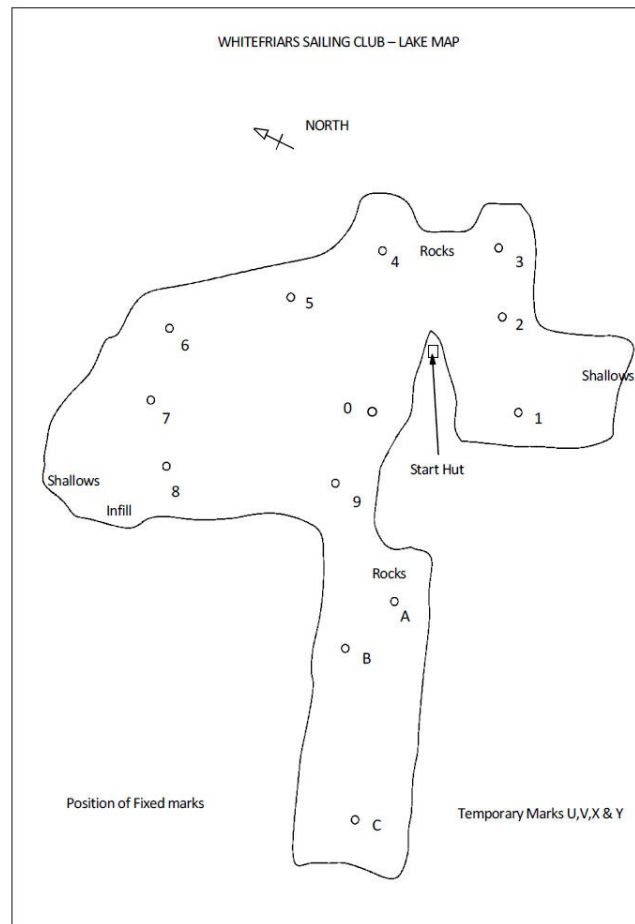 WHITEFRIARS SAILING CLUB – LAKE MAP
NORTH
4
Rocks
3
5
2
6
Shallows
7
0
1
Start Hut
Shallows
8
9
Infill
Rocks
A
B
Position of Fixed marks
Temporary Marks U,V,X & Y
C